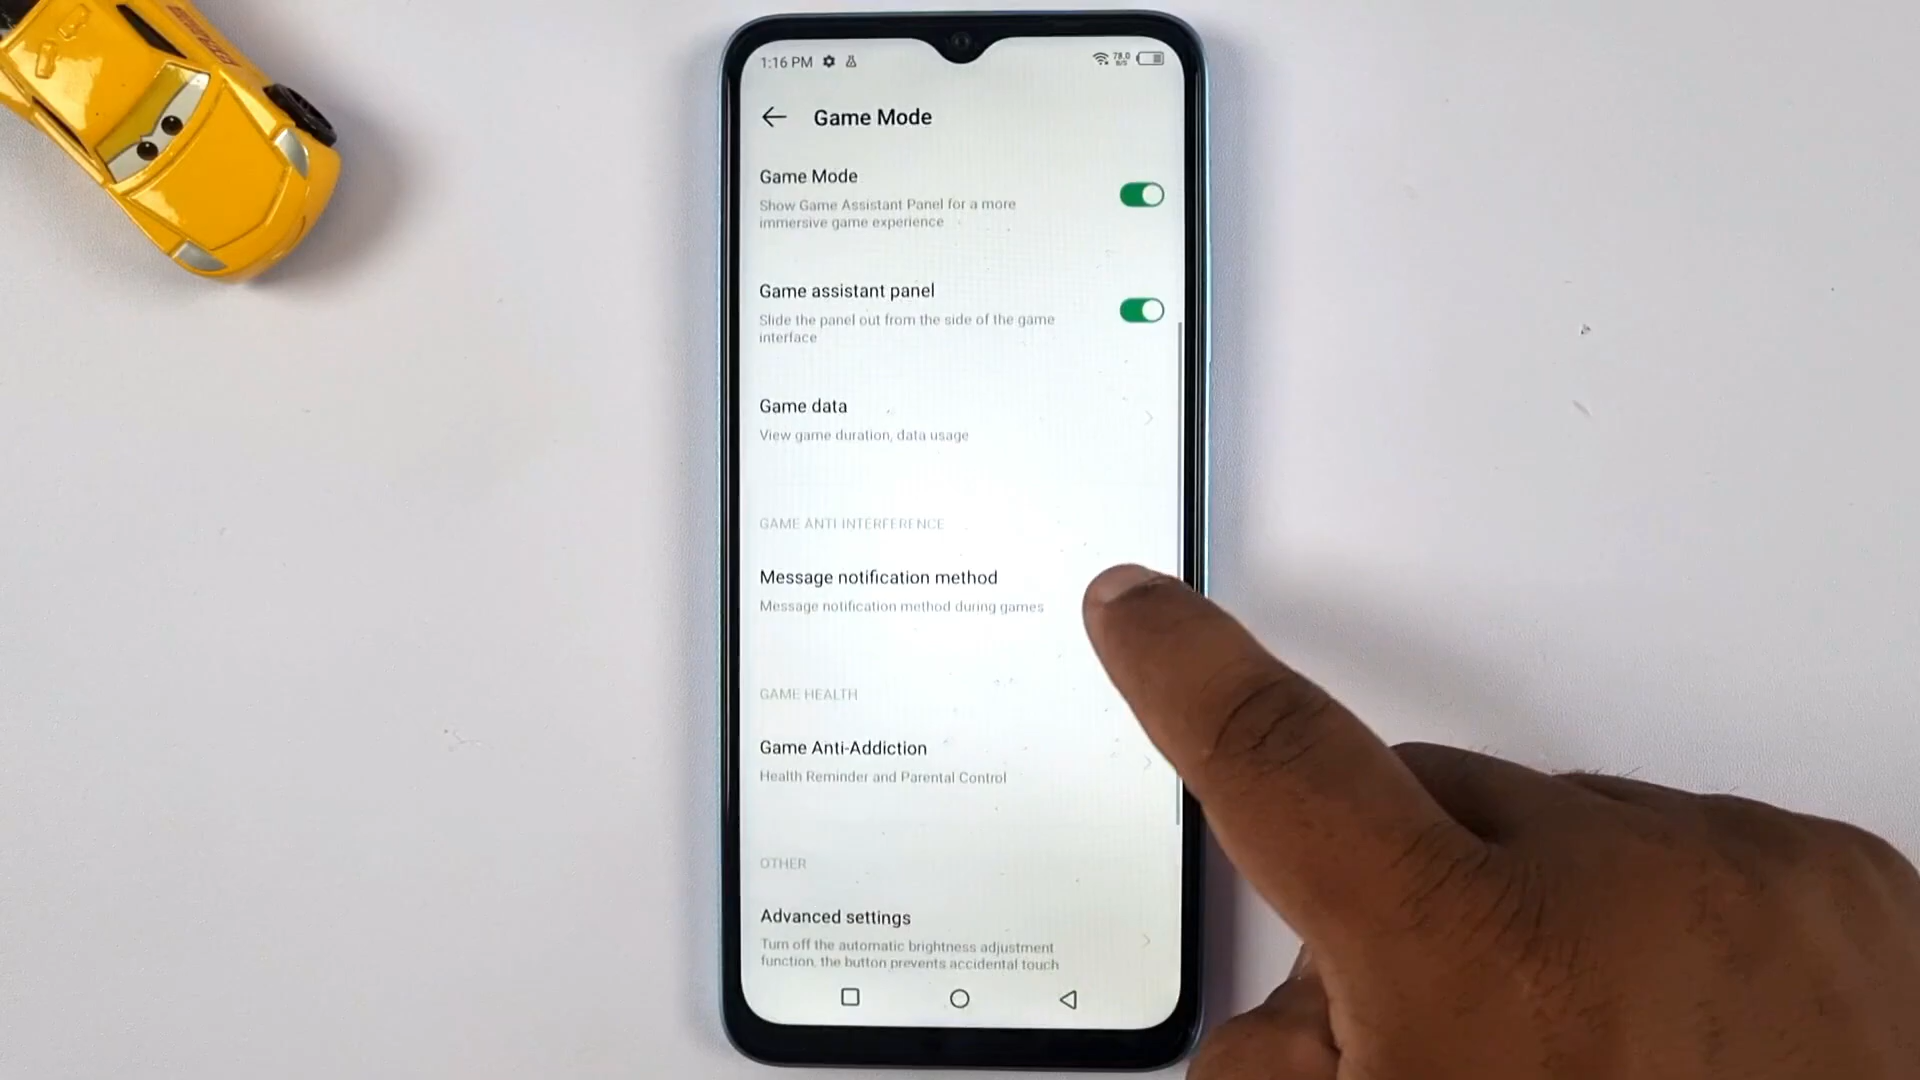 1:16 PM
78.0
B/S
Game Mode
Game Mode
Show Game Assistant Panel for a more
immersive game experience
Game assistant panel
Slide the panel out from the side of the game
interface
Game data
View game duration, data usage
GAME ANTI INTERFERENCE
Message notification method
Message notification method during games
GAME HEALTH
Game Anti-Addiction
Health Reminder and Parental Control
OTHER
Advanced settings
Turn off the automatic brightness adjustment
function, the button prevents accidental touch